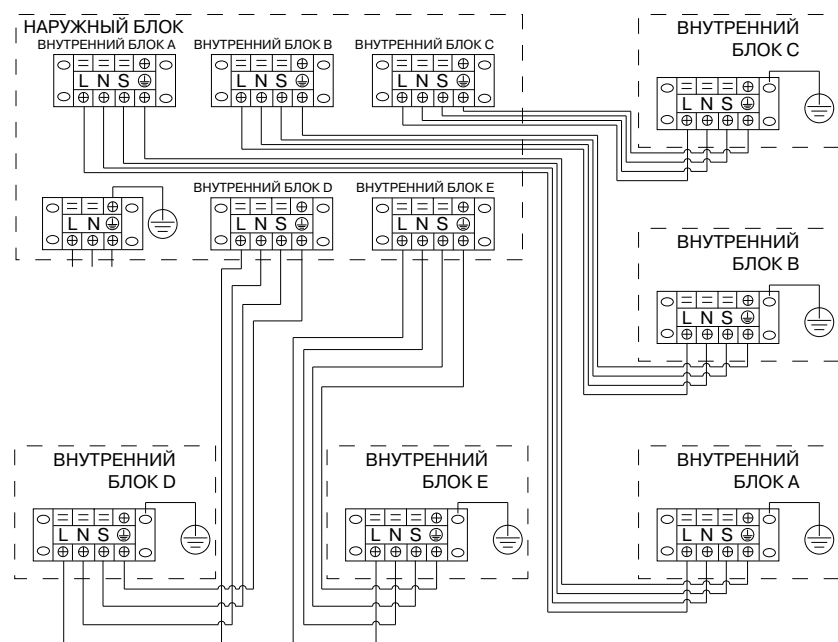 НАРУЖНЫЙ БЛОК
ВНУТРЕННИЙ БЛОК A
ВНУТРЕННИЙ БЛОК B
ВНУТРЕННИЙ БЛОК C
L N S
L N S
L N S
ВНУТРЕННИЙ
БЛОК C
L N S
ВНУТРЕННИЙ БЛОК D
ВНУТРЕННИЙ БЛОК E
L N
L N S
L N S
ВНУТРЕННИЙ
БЛОК B
L N S
ВНУТРЕННИЙ
БЛОК D
L N S
ВНУТРЕННИЙ
БЛОК E
L N S
ВНУТРЕННИЙ
БЛОК A
L N S